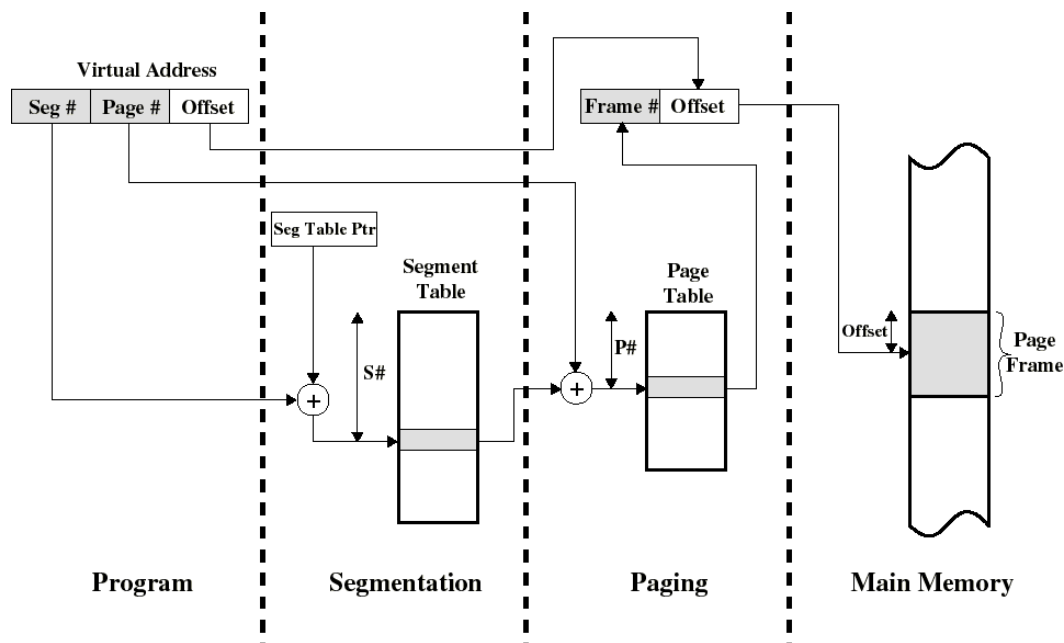 Virtual Address
Seg # Page # Offset
Frame # Offset
Seg Table Ptr
Segment
Table
Page
Table
S#
P#
+
+
Offset
Page
Frame
Program
Segmentation
Paging
Main Memory